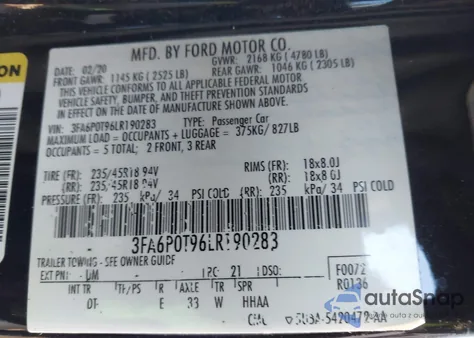 ON
MFD. BY FORD MOTOR CO.
DATE: 02/20 GVWR: 2168 KG ( 4780 LB)
FRONT GAWR: 1145 KG ( 2525 LB) REAR GAWR: 1046 KG ( 2305 LB)
THIS VEHICLE CONFORMS TO ALL APPLICABLE FEDERAL MOTOR
VEHICLE SAFETY, BUMPER, AND THEFT PREVENTION STANDARDS IN
EFFECT ON THE DATE OF MANUFACTURE SHOWN ABOVE.
VIN: 3FA6P0T96LR190283 TYPE: Passenger Car
MAXIMUM LOAD = OCCUPANTS + LUGGAGE = 375KG/ 827LB
OCCUPANTS = 5 TOTAL: 2 FRONT, 3 REAR
TIRE (FR): 235/45R18 94V RIMS (FR): 18x8.0J
(RR): 235/45R18 94V (RR): 18x8.0J
PRESSURE (FR): 235 kPa/ 34 PSI COLD (RR): 235 kPa/ 34 PSI COLD
3FA6P0T96LR190283
TRAILER TOWING - SEE OWNER GUIDE
EXT PNT: UM RC: 21 DSO: F0072
INT TR TP/PS R AXLE TR SPR R0136
E 33 W HHAA
autoSnap
www.autosnap.pro